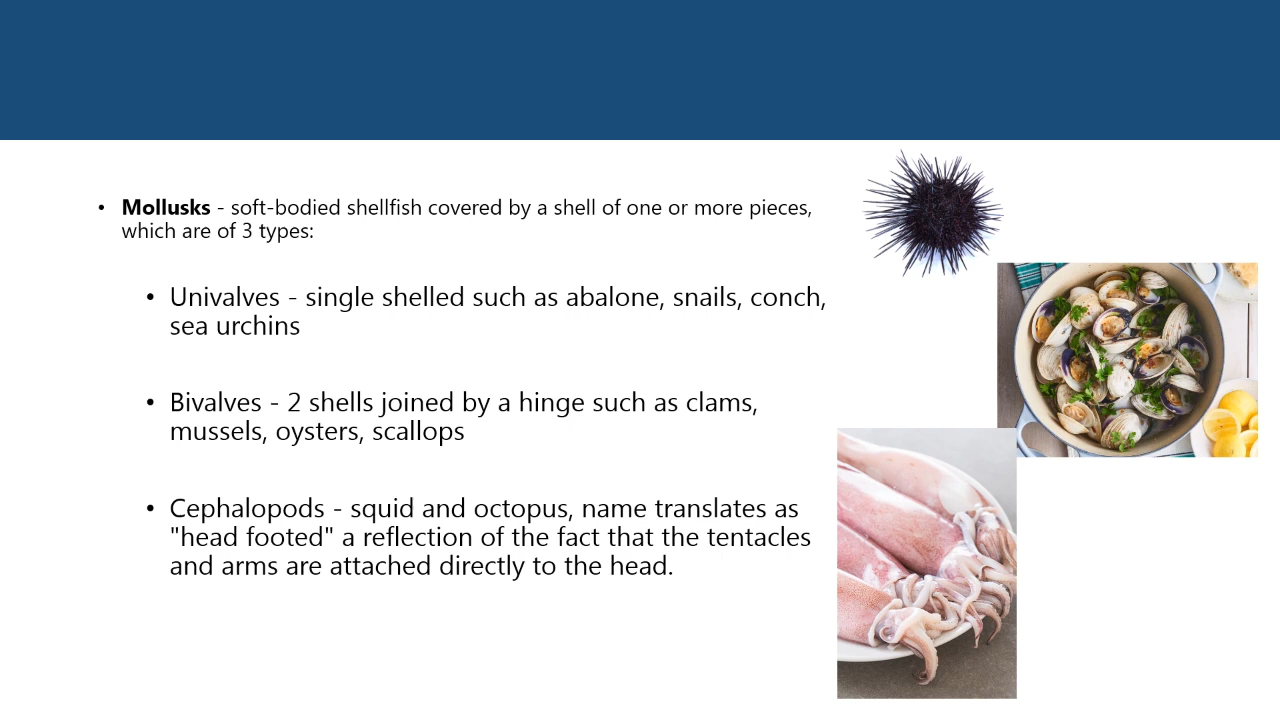 • Mollusks - soft-bodied shellfish covered by a shell of one or more pieces,
which are of 3 types:
• Univalves - single shelled such as abalone, snails, conch,
sea urchins
• Bivalves - 2 shells joined by a hinge such as clams,
mussels, oysters, scallops
• Cephalopods - squid and octopus, name translates as
"head footed" a reflection of the fact that the tentacles
and arms are attached directly to the head.